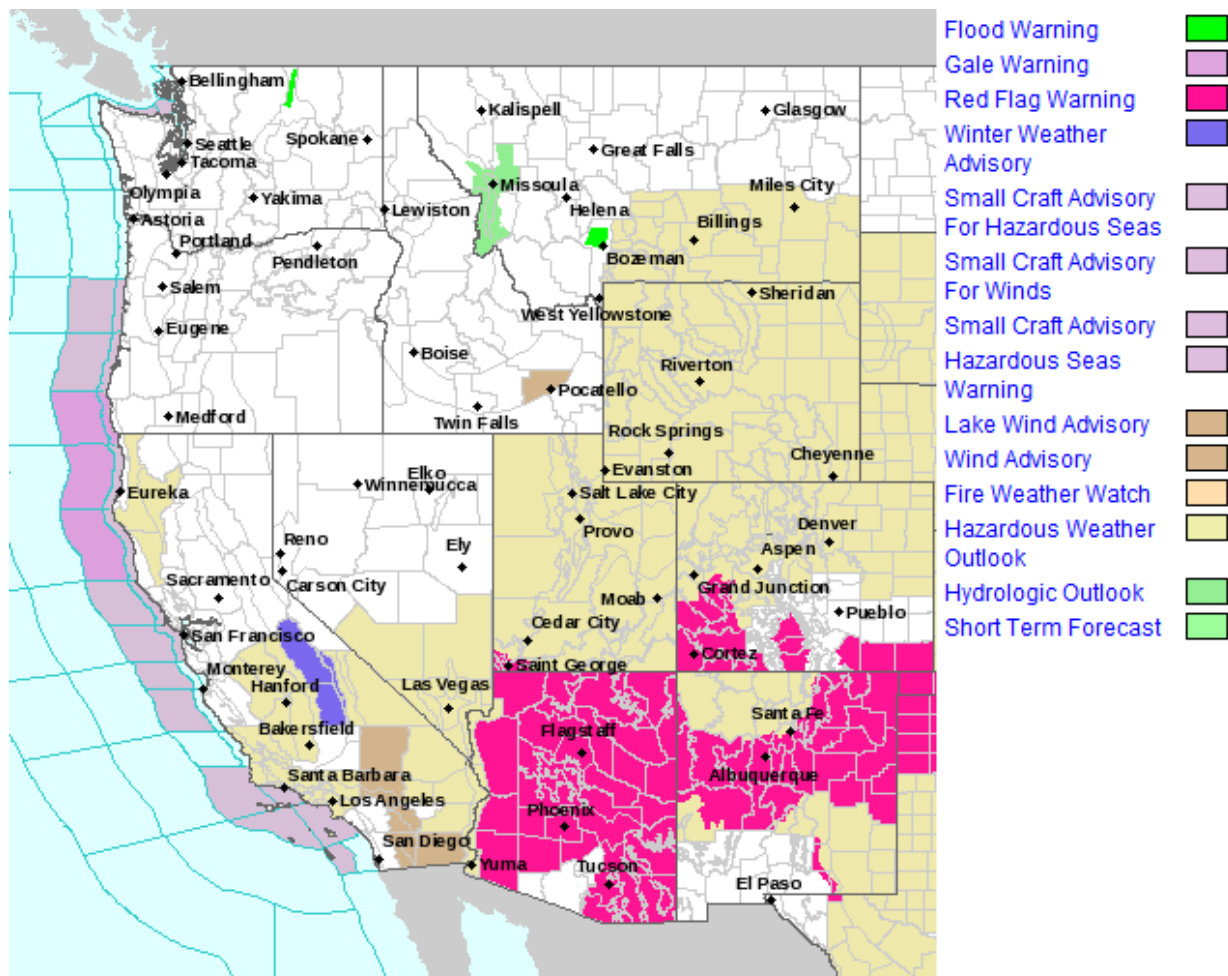 Bellingham
Kalispell
Glasgow
Seattle
Spokane
Great Falls
Tacoma
Olympia
Missoula
Miles City
Yakima
Lewiston
Helena
Billings
Astoria
Portland
Pendleton
Bozeman
Salem
Sheridan
West Yellowstone
Eugene
Boise
Riverton
Pocatello
Medford
Twin Falls
Rock Springs
Cheyenne
Evanston
Elko
Winnemucca
Eureka
Salt Lake City
Provo
Denver
Reno
Ely
Aspen
Carson City
Grand Junction
Sacramento
Moab
Pueblo
Cedar City
San Francisco
Cortez
Saint George
Monterey
Hanford
Las Vegas
Santa Fe
Bakersfield
Flagstaff
Albuquerque
Santa Barbara
Los Angeles
Phoenix
San Diego
Yuma
Tucson
El Paso
Flood Warning
Gale Warning
Red Flag Warning
Winter Weather
Advisory
Small Craft Advisory
For Hazardous Seas
Small Craft Advisory
For Winds
Small Craft Advisory
Hazardous Seas
Warning
Lake Wind Advisory
Wind Advisory
Fire Weather Watch
Hazardous Weather
Outlook
Hydrologic Outlook
Short Term Forecast